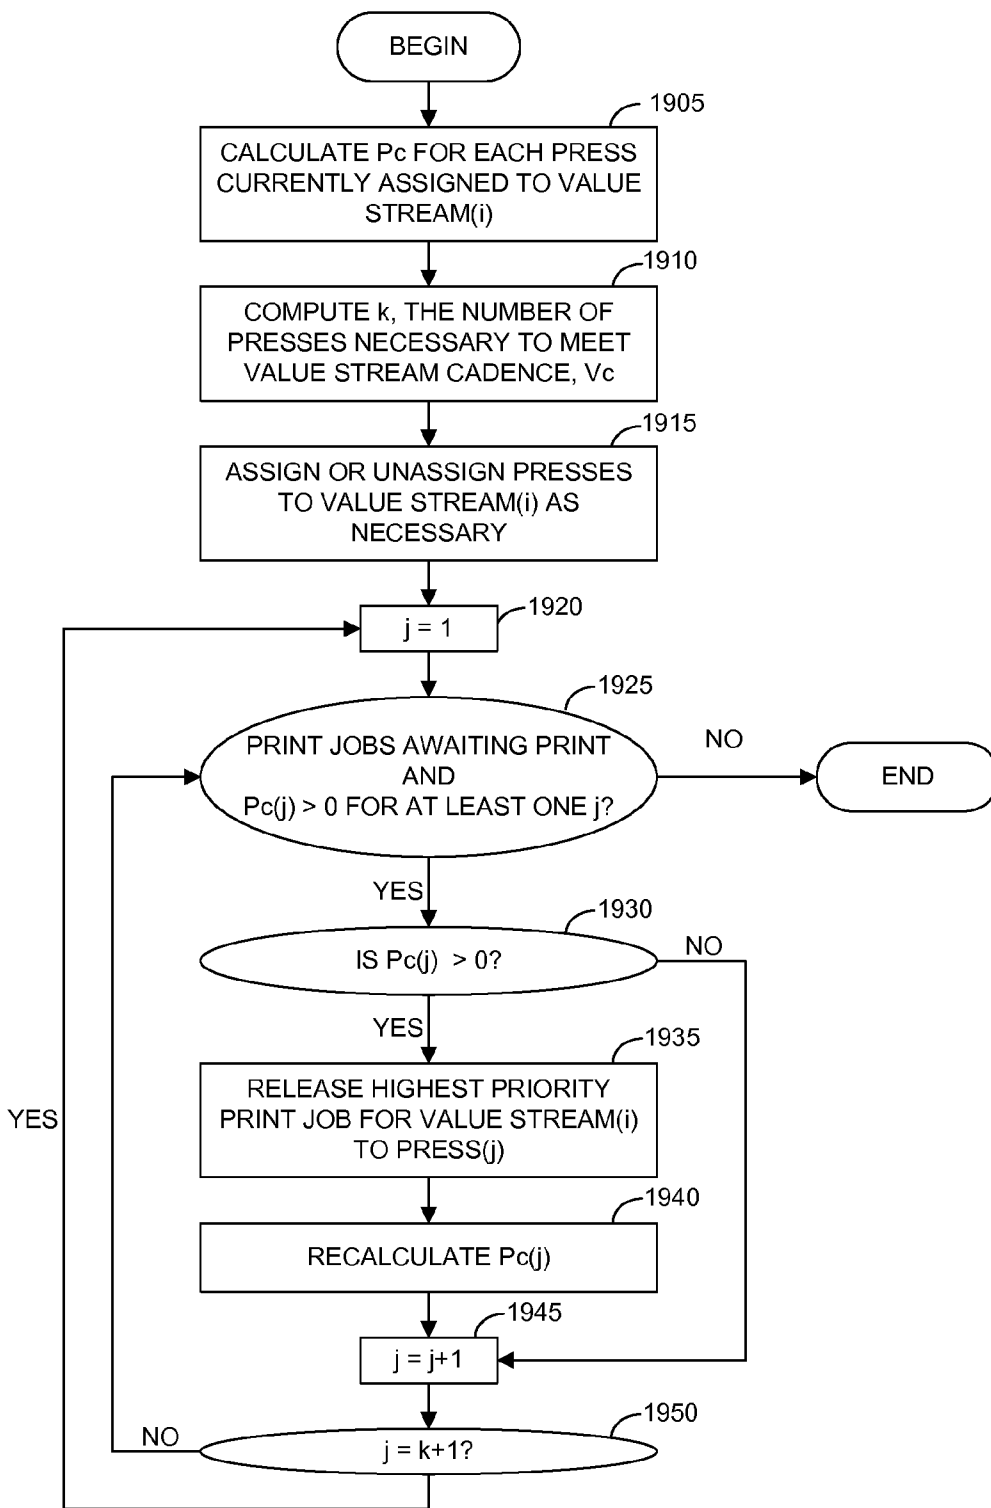 BEGIN
1905
CALCULATE Pc FOR EACH PRESS
CURRENTLY ASSIGNED TO VALUE
STREAM(i)
1910
COMPUTE k, THE NUMBER OF
PRESSES NECESSARY TO MEET
VALUE STREAM CADENCE, Vc
1915
ASSIGN OR UNASSIGN PRESSES
TO VALUE STREAM(i) AS
NECESSARY
1920
j = 1
1925
PRINT JOBS AWAITING PRINT
AND
Pc(j) > 0 FOR AT LEAST ONE j?
NO
END
YES
1930
IS Pc(j) > 0?
NO
YES
1935
RELEASE HIGHEST PRIORITY
PRINT JOB FOR VALUE STREAM(i)
TO PRESS(j)
YES
1940
RECALCULATE Pc(j)
1945
j = j+1
1950
j = k+1?
NO